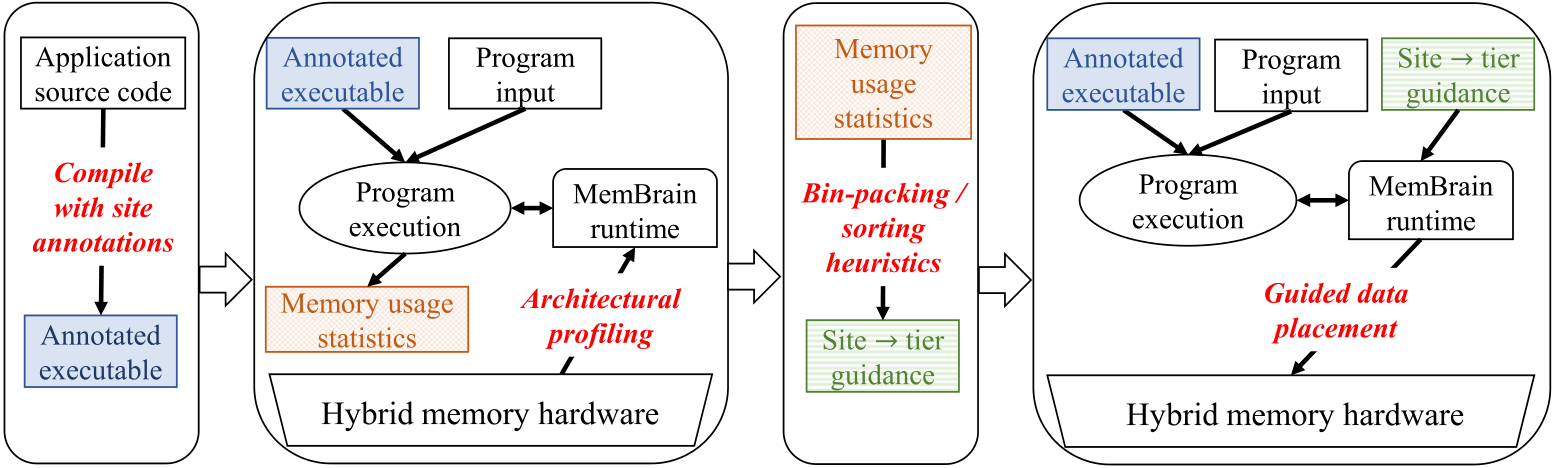 Application
source code
Compile
with site
annotations
Annotated
executable
Annotated
executable
Program
input
Program
execution
MemBrain
runtime
Memory usage
statistics
Architectural
profiling
Hybrid memory hardware
Memory
usage
statistics
Bin-packing /
sorting
heuristics
Site → tier
guidance
Annotated
executable
Program
input
Site → tier
guidance
Program
execution
MemBrain
runtime
Guided data
placement
Hybrid memory hardware